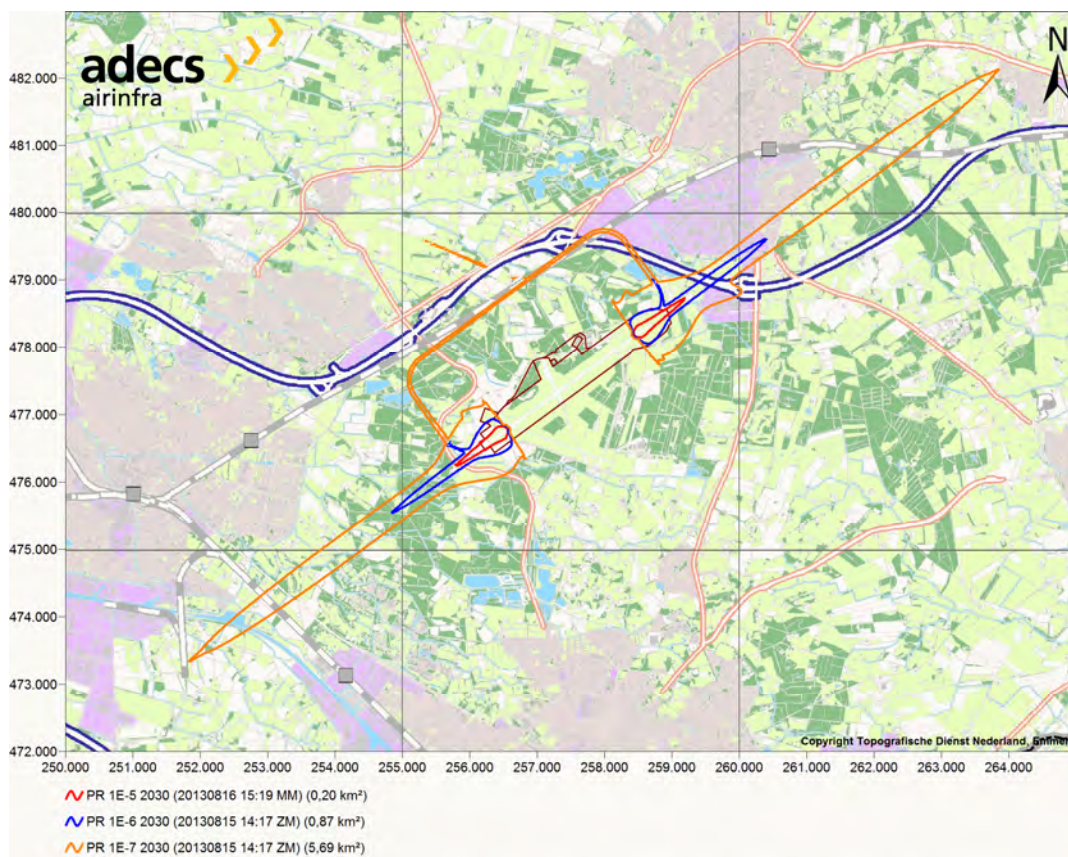 adecs
airinfra
N
482.000
481.000
480.000
479.000
478.000
477.000
476.000
475.000
474.000
473.000
472.000
Copyright Topografische Dienst Nederland,
250.000 251.000 252.000 253.000 254.000 255.000 256.000 257.000 258.000 259.000 260.000 261.000 262.000 263.000 264.000
PR 1E-5 2030 (20130816 15:19 MM) (0,20 km²)
PR 1E-6 2030 (20130815 14:17 ZM) (0,87 km²)
PR 1E-7 2030 (20130815 14:17 ZM) (5,69 km²)